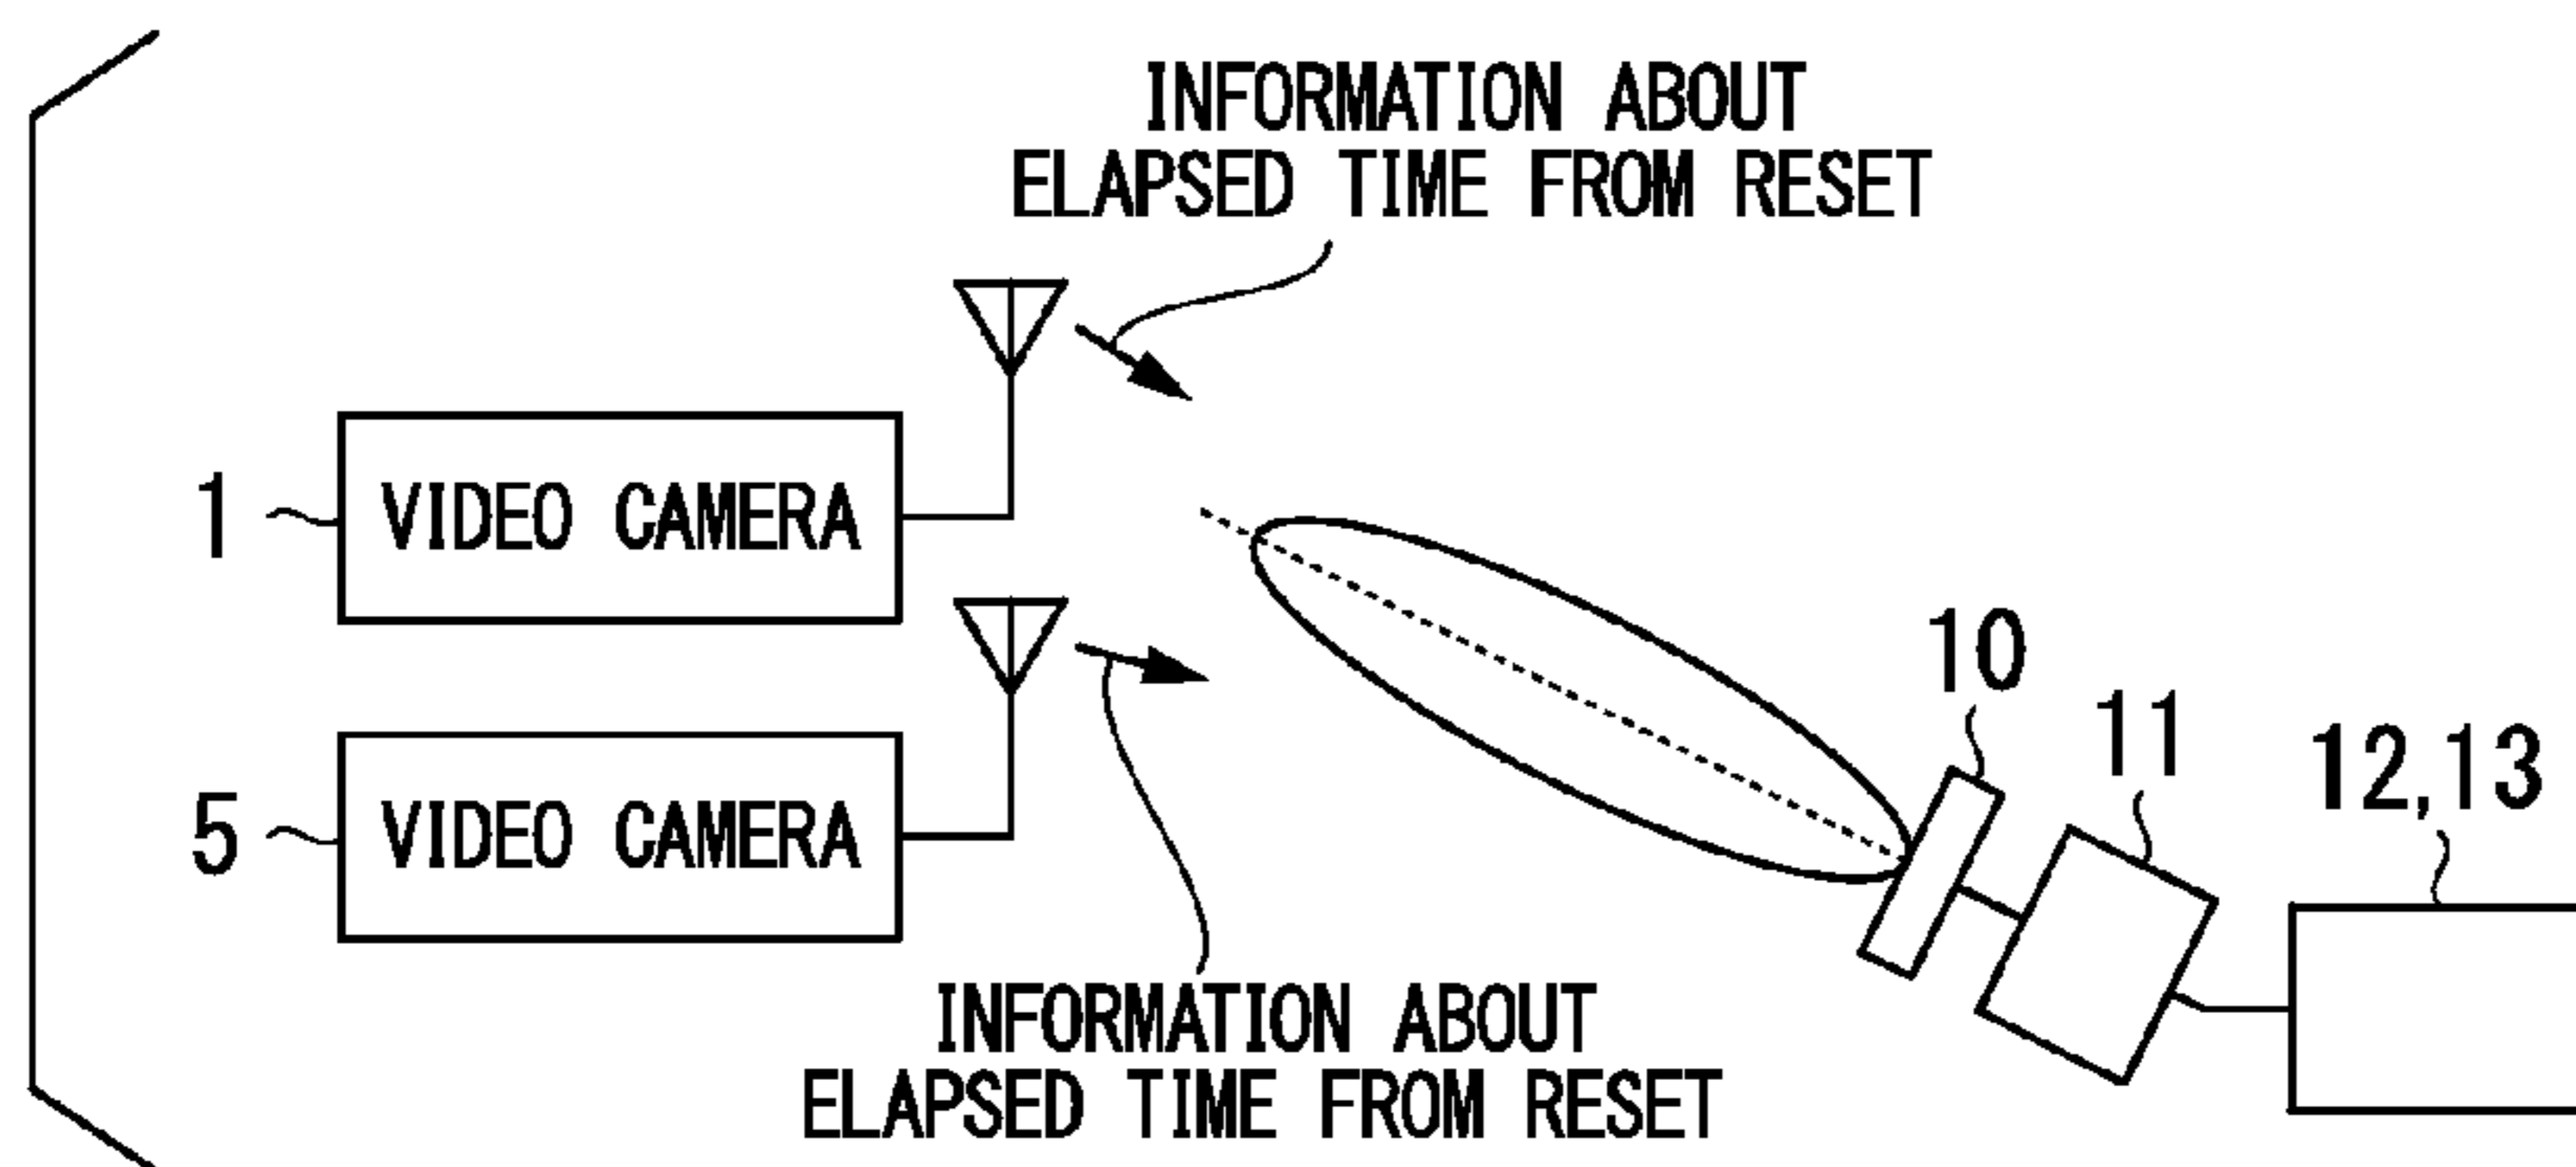 INFORMATION ABOUT
ELAPSED TIME FROM RESET
1
VIDEO CAMERA
10
11
12,13
5
VIDEO CAMERA
INFORMATION ABOUT
ELAPSED TIME FROM RESET